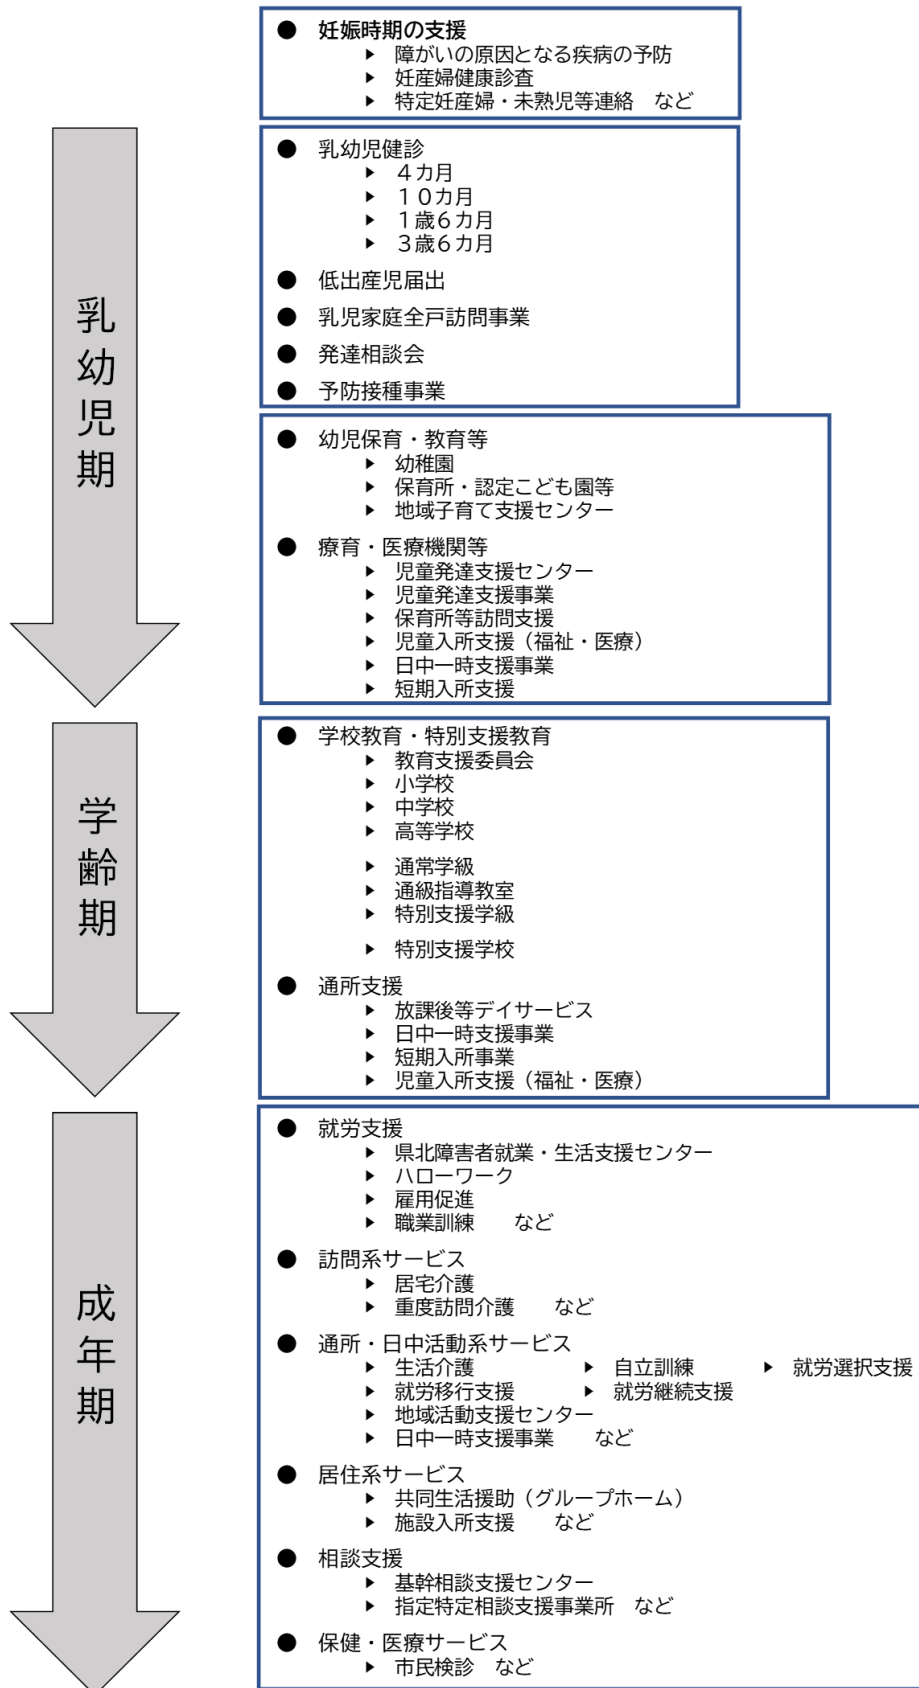 ● 妊娠時期の支援
▶ 障がいの原因となる疾病の予防
▶ 妊産婦健康診査
▶ 特定妊産婦・未熟児等連絡　など
乳幼児期
● 乳幼児健診
▶ ４カ月
▶ １０カ月
▶ １歳６カ月
▶ ３歳６カ月
● 低出産児届出
● 乳児家庭全戸訪問事業
● 発達相談会
● 予防接種事業
● 幼児保育・教育等
▶ 幼稚園
▶ 保育所・認定こども園等
▶ 地域子育て支援センター
● 療育・医療機関等
▶ 児童発達支援センター
▶ 児童発達支援事業
▶ 保育所等訪問支援
▶ 児童入所支援（福祉・医療）
▶ 日中一時支援事業
▶ 短期入所支援
学齢期
● 学校教育・特別支援教育
▶ 教育支援委員会
▶ 小学校
▶ 中学校
▶ 高等学校
▶ 通常学級
▶ 通級指導教室
▶ 特別支援学級
▶ 特別支援学校
● 通所支援
▶ 放課後等デイサービス
▶ 日中一時支援事業
▶ 短期入所事業
▶ 児童入所支援（福祉・医療）
成年期
● 就労支援
▶ 県北障害者就業・生活支援センター
▶ ハローワーク
▶ 雇用促進
▶ 職業訓練　　など
● 訪問系サービス
▶ 居宅介護
▶ 重度訪問介護　　など
● 通所・日中活動系サービス
▶ 生活介護　▶ 自立訓練　▶ 就労選択支援
▶ 就労移行支援　▶ 就労継続支援
▶ 地域活動支援センター
▶ 日中一時支援事業　　など
● 居住系サービス
▶ 共同生活援助（グループホーム）
▶ 施設入所支援　　など
● 相談支援
▶ 基幹相談支援センター
▶ 指定特定相談支援事業所　など
● 保健・医療サービス
▶ 市民検診　など